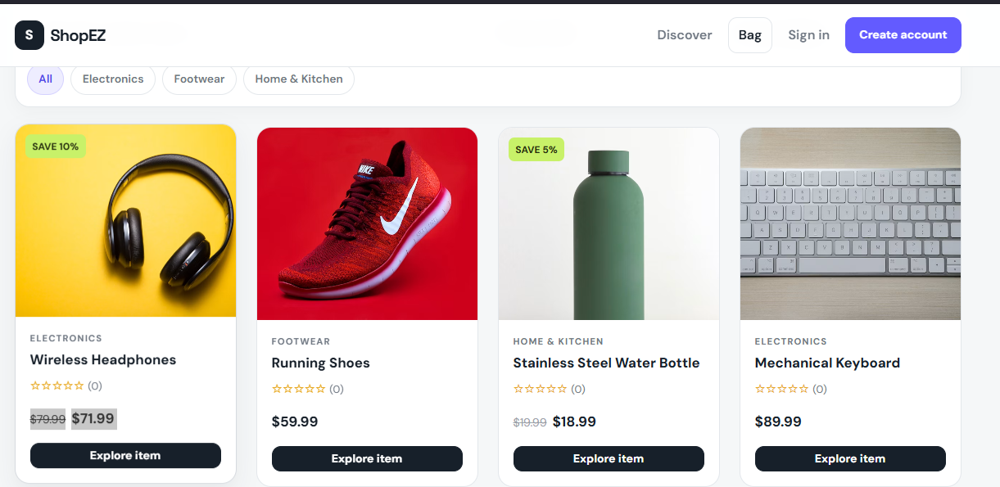 S ShopEZ
Discover
Bag
Sign in
Create account
All
Electronics
Footwear
Home & Kitchen
SAVE 10%
ELECTRONICS
Wireless Headphones
☆☆☆☆☆ (0)
$79.99 $71.99
Explore item
NIKE
FOOTWEAR
Running Shoes
☆☆☆☆☆ (0)
$59.99
Explore item
SAVE 5%
HOME & KITCHEN
Stainless Steel Water Bottle
☆☆☆☆☆ (0)
$19.99 $18.99
Explore item
ELECTRONICS
Mechanical Keyboard
☆☆☆☆☆ (0)
$89.99
Explore item